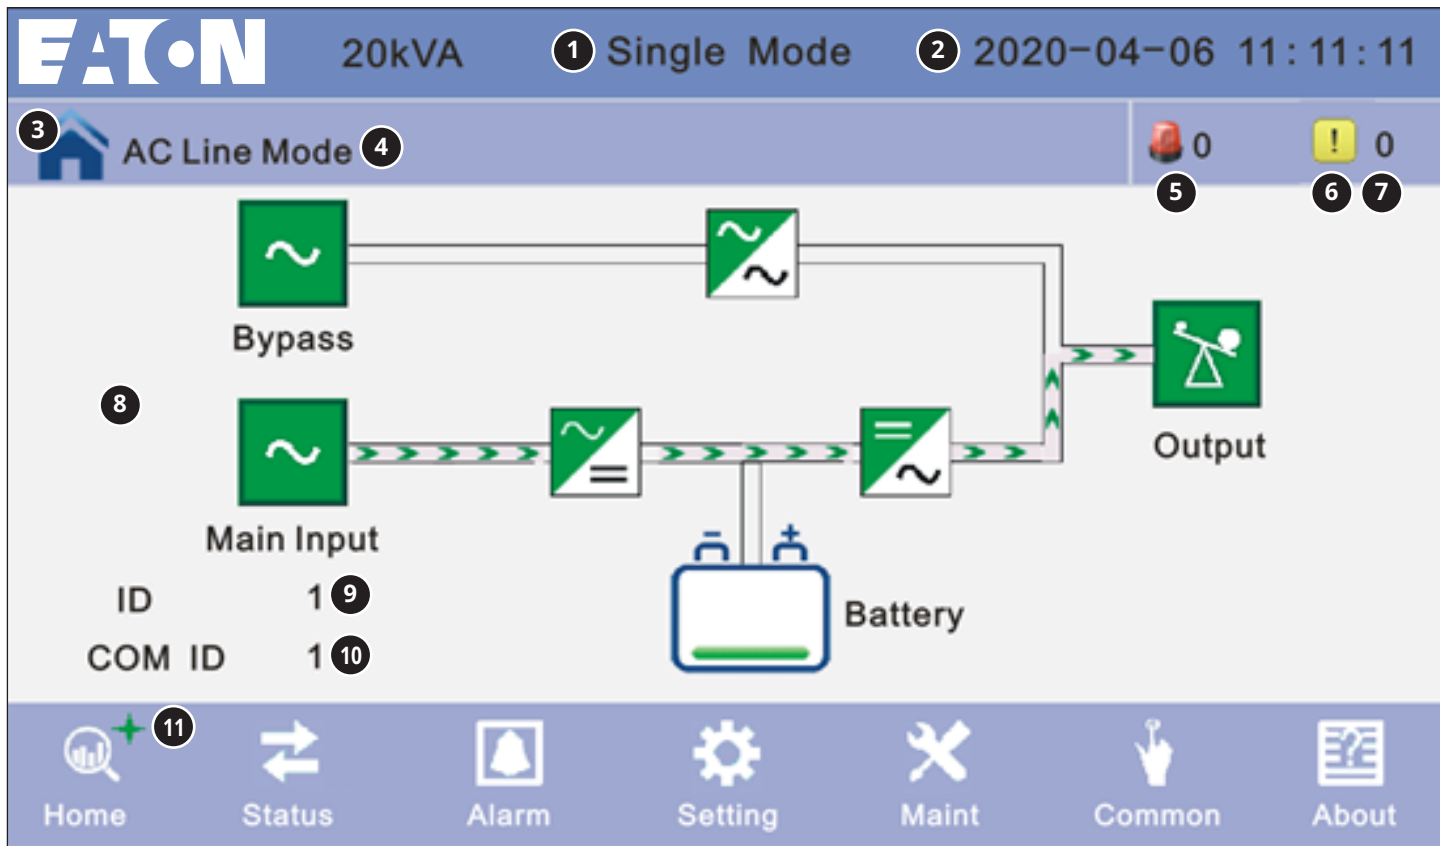 EATON 20kVA 1 Single Mode 2 2020-04-06 11:11:11
3 AC Line Mode 4 0 ! 0
5 6 7
Bypass
8
Output
Main Input
- +
ID 1 9
Battery
COM ID 1 10
11
Home Status Alarm Setting Maint Common About